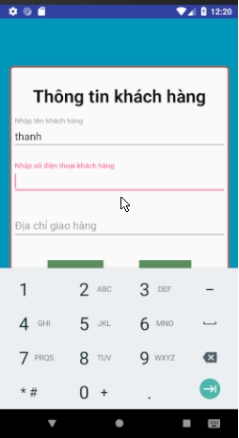 12:20
Thông tin khách hàng
Nhập tên khách hàng
thanh
Nhập số điện thoại khách hàng
Địa chỉ giao hàng
1 2 ABC 3 DEF –
4 GHI 5 JKL 6 MNO
7 PRQS 8 TUV 9 WXYZ
* # 0 + .